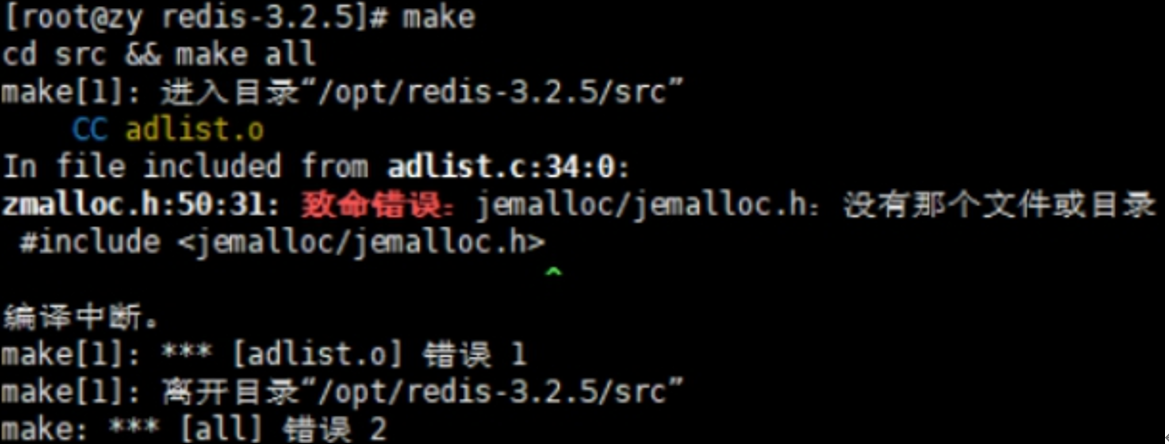 [root@zy redis-3.2.5]# make
cd src && make all
make[1]: 进入目录“/opt/redis-3.2.5/src”
    CC adlist.o
In file included from adlist.c:34:0:
zmalloc.h:50:31: 致命错误：jemalloc/jemalloc.h：没有那个文件或目录
 #include <jemalloc/jemalloc.h>
                               ^
编译中断。
make[1]: *** [adlist.o] 错误 1
make[1]: 离开目录“/opt/redis-3.2.5/src”
make: *** [all] 错误 2